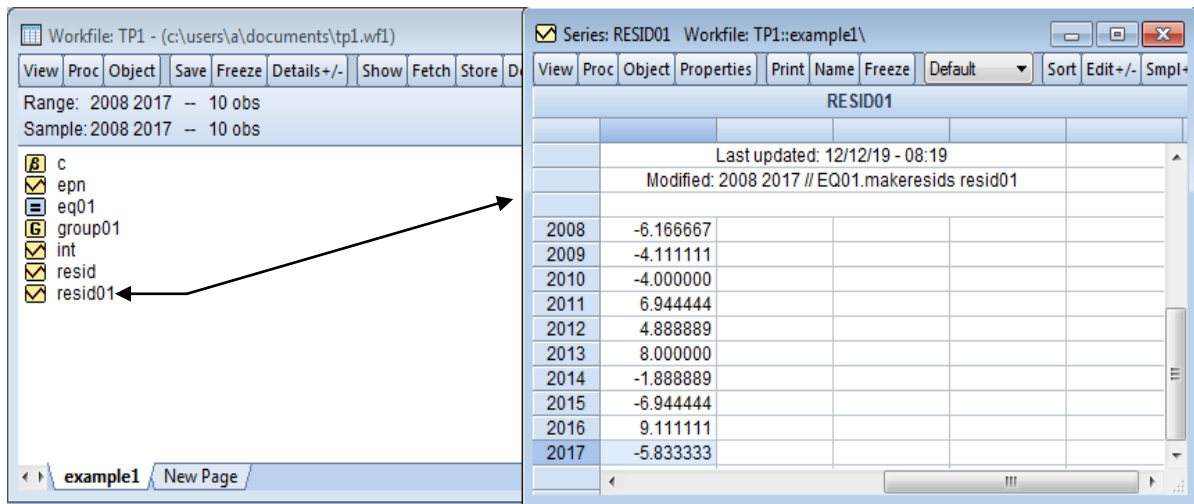 Workfile: TP1 - (c:\users\a\documents\tp1.wf1)
View Proc Object Save Freeze Details+/- Show Fetch Store
Range: 2008 2017 -- 10 obs
Sample: 2008 2017 -- 10 obs
β c
epn
= eq01
G group01
int
resid
resid01
example1 New Page
Series: RESID01 Workfile: TP1::example1\
View Proc Object Properties Print Name Freeze Default Sort Edit+/- Smpl+
RESID01
Last updated: 12/12/19 - 08:19
Modified: 2008 2017 // EQ01.makeresids resid01
2008 -6.166667
2009 -4.111111
2010 -4.000000
2011 6.944444
2012 4.888889
2013 8.000000
2014 -1.888889
2015 -6.944444
2016 9.111111
2017 -5.833333